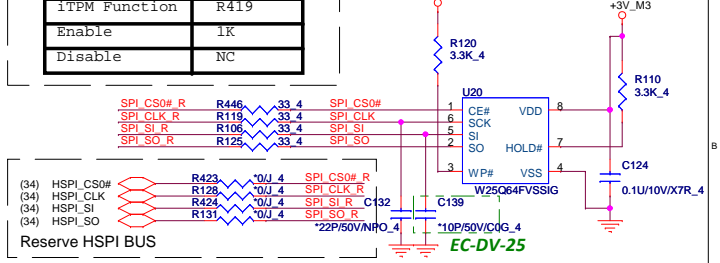 iTPM Function R419
Enable 1K
Disable NC
+3V_M3
R120
3.3K_4
R110
3.3K_4
U20
SPI_CS0#_R R446 33_4 SPI_CS0# 1 CE# VDD 8
SPI_CLK_R R119 33_4 SPI_CLK 6 SCK
SPI_SI_R R106 33_4 SPI_SI 5 SI
SPI_SO_R R125 33_4 SPI_SO 2 SO HOLD# 7
B
3 WP# VSS 4
W25Q64FVSSIG
C124
0.1U/10V/X7R_4
(34) HSPI_CS0# R423 *0/J_4 SPI_CS0#_R
(34) HSPI_CLK R128 *0/J_4 SPI_CLK_R
(34) HSPI_SI R424 *0/J_4 SPI_SI_R
(34) HSPI_SO R131 *0/J_4 SPI_SO_R
C132 C139
*22P/50V/NPO_4 *10P/50V/C0G_4
Reserve HSPI BUS
EC-DV-25